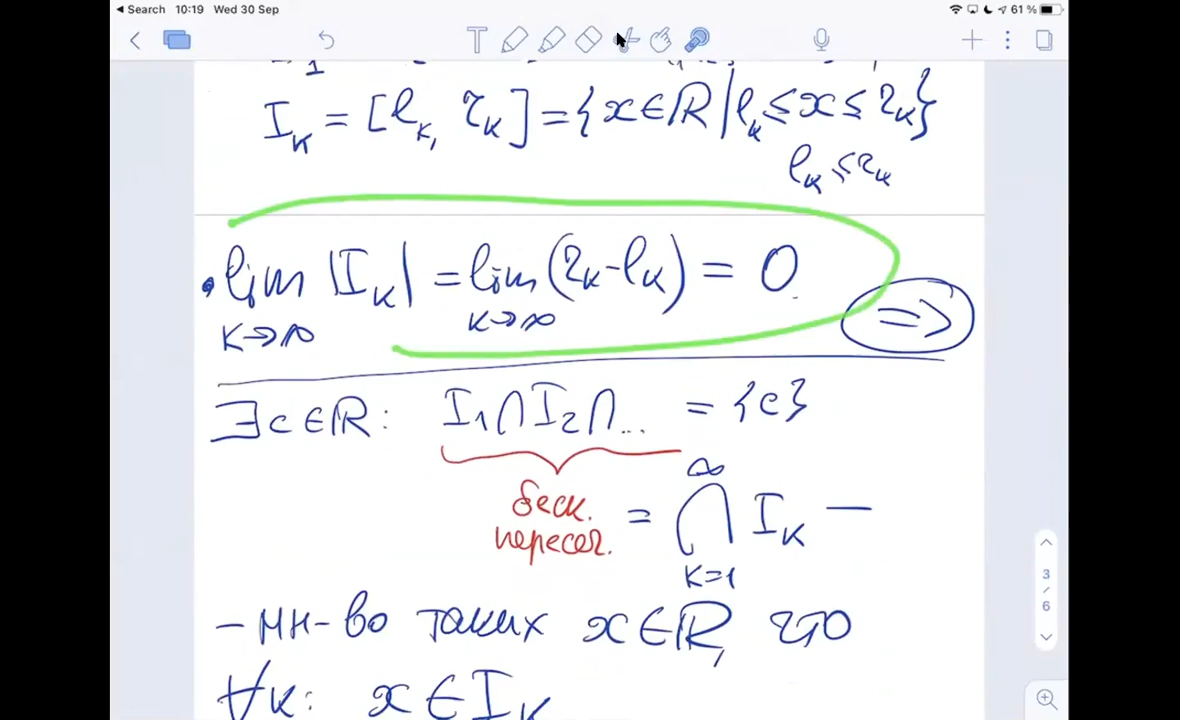 Search 10:19 Wed 30 Sep 61 %
I_k = [l_k, r_k] = {x∈ℝ | l_k ≤ x ≤ r_k}
l_k ≤ r_k
lim |I_k| = lim (r_k - l_k) = 0 =>
k→∞ k→∞
∃c∈ℝ: I_1∩I_2∩... = {c}
беск. пересеч. = ∞ ⋂ I_k —
k=1
- мн-во таких x∈ℝ, что
∀k: x∈I_k
3
/
6